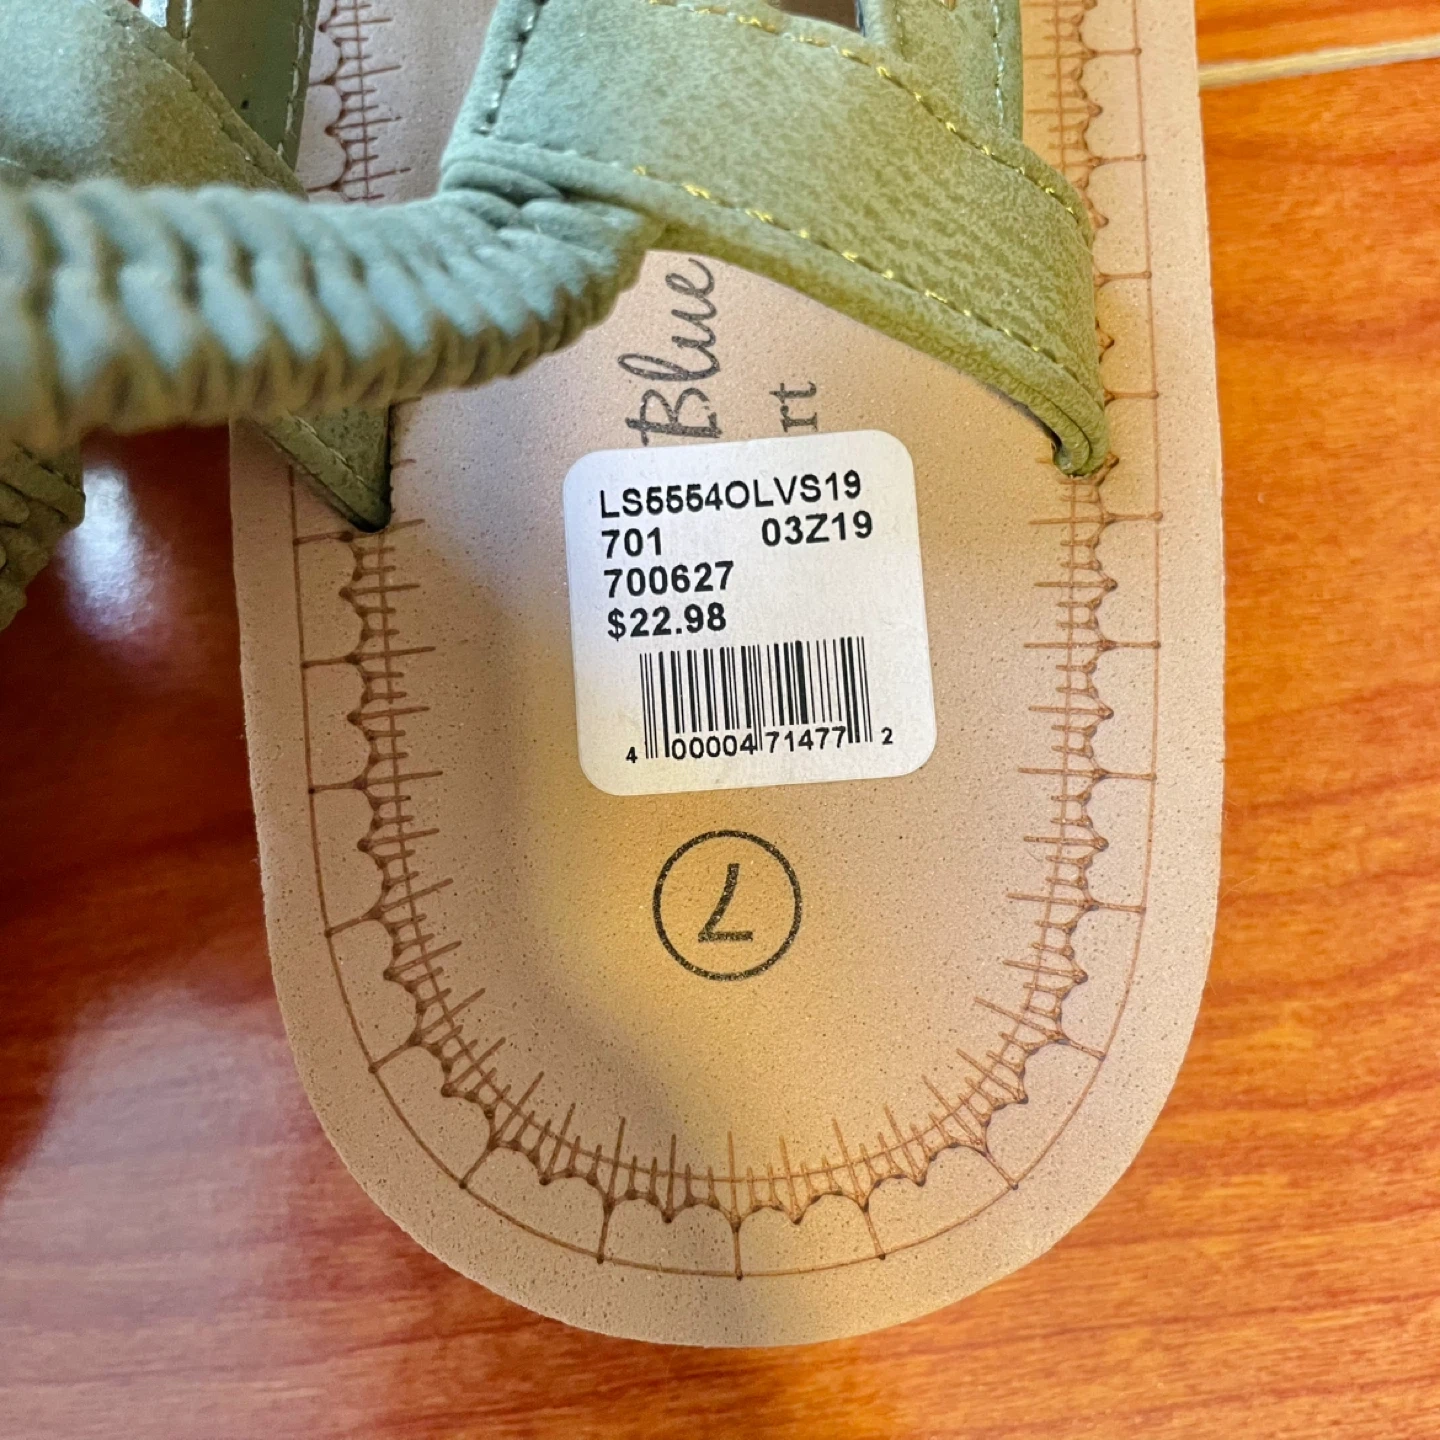 Blue
rt
LS5554OLVS19
701 03Z19
700627
$22.98
4 00004 71477 2
7